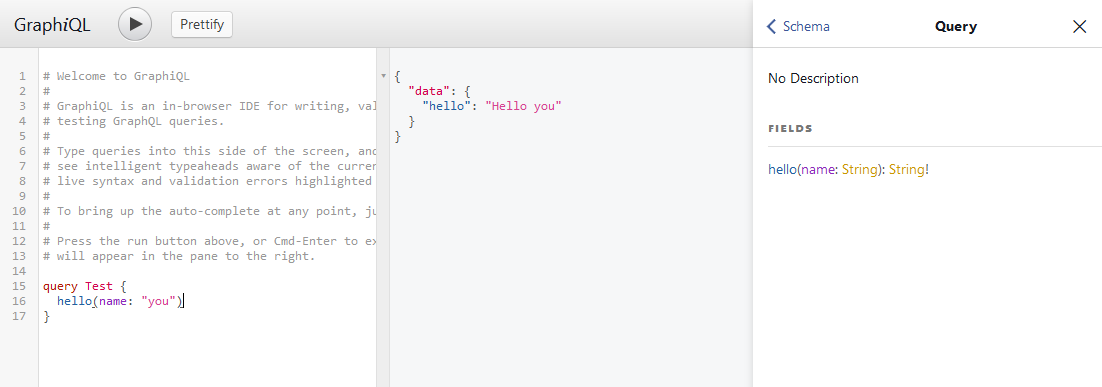 GraphiQL Prettify
1 # Welcome to GraphiQL
2 #
3 # GraphiQL is an in-browser IDE for writing, val
4 # testing GraphQL queries.
5 #
6 # Type queries into this side of the screen, and
7 # see intelligent typeaheads aware of the curren
8 # live syntax and validation errors highlighted
9 #
10 # To bring up the auto-complete at any point, ju
11 #
12 # Press the run button above, or Cmd-Enter to ex
13 # will appear in the pane to the right.
14
15 query Test {
16 hello(name: "you")
17 }
{
"data": {
"hello": "Hello you"
}
}
Schema Query
No Description
FIELDS
hello(name: String): String!